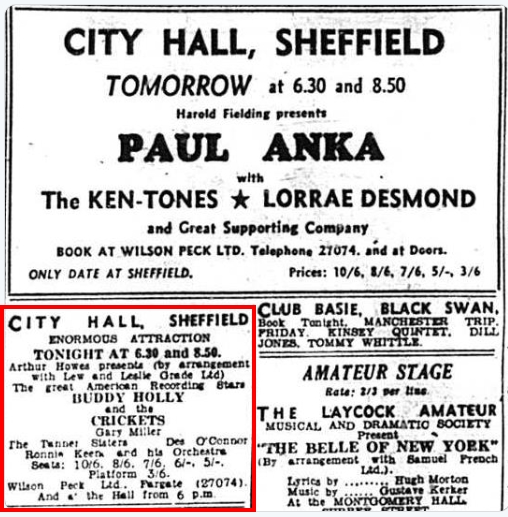 CITY HALL, SHEFFIELD
TOMORROW at 6.30 and 8.50
Harold Fielding presents
PAUL ANKA
with
The KEN-TONES ★ LORRAE DESMOND
and Great Supporting Company
BOOK AT WILSON PECK LTD. Telephone 27074. and at Doors.
ONLY DATE AT SHEFFIELD. Prices: 10/6, 8/6, 7/6, 5/-, 3/6
CITY HALL, SHEFFIELD
ENORMOUS ATTRACTION
TONIGHT AT 6.30 and 8.50.
Arthur Howes presents (by arrangement
with Lew and Leslie Grade Ltd)
The great American Recording Stars
BUDDY HOLLY
and the
CRICKETS
Gary Miller
The Tanner Sisters Des O'Connor
Ronnie Keen and his Orchestra
Seats: 10/6, 8/6, 7/6, 6/-, 5/-.
Platform 3/6.
Wilson Peck Ltd. Fargate (27074).
And a' the Hall from 6 p.m.
CLUB BASIE, BLACK SWAN,
Book Tonight, MANCHESTER TRIP,
FRIDAY. KINSEY QUINTET, DILL
JONES, TOMMY WHITTLE.
AMATEUR STAGE
Rate: 2/3 per line.
THE LAYCOCK AMATEUR
MUSICAL AND DRAMATIC SOCIETY
Present
"THE BELLE OF NEW YORK"
(By arrangement with Samuel French
Ltd.).
Lyrics by ........ Hugh Morton
Music by ...... Gustave Kerker
At the MONTGOMERY HALL